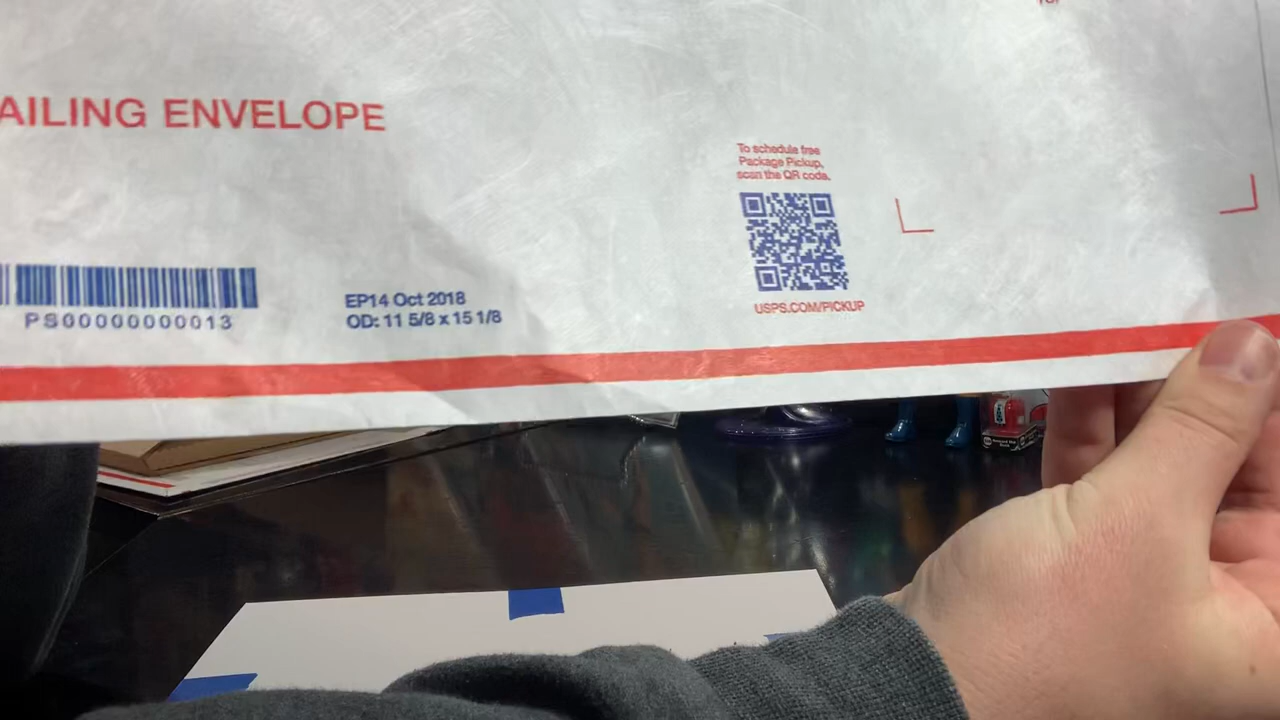 AILING ENVELOPE
To schedule free
Package Pickup,
scan the QR code.
USPS.COM/PICKUP
PS00000000013
EP14 Oct 2018
OD: 11 5/8 x 15 1/8